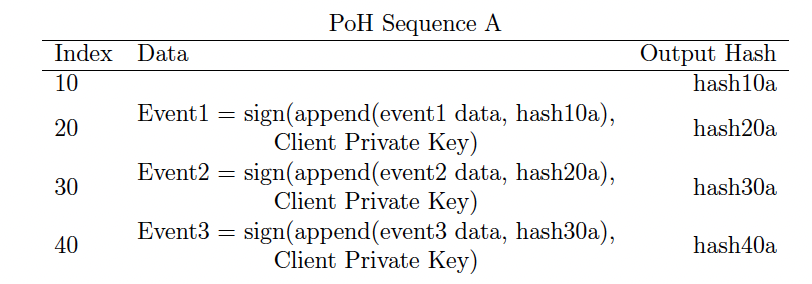 PoH Sequence A
Index Data Output Hash
10 hash10a
Event1 = sign(append(event1 data, hash10a),
20 hash20a
Client Private Key)
Event2 = sign(append(event2 data, hash20a),
30 hash30a
Client Private Key)
Event3 = sign(append(event3 data, hash30a),
40 hash40a
Client Private Key)